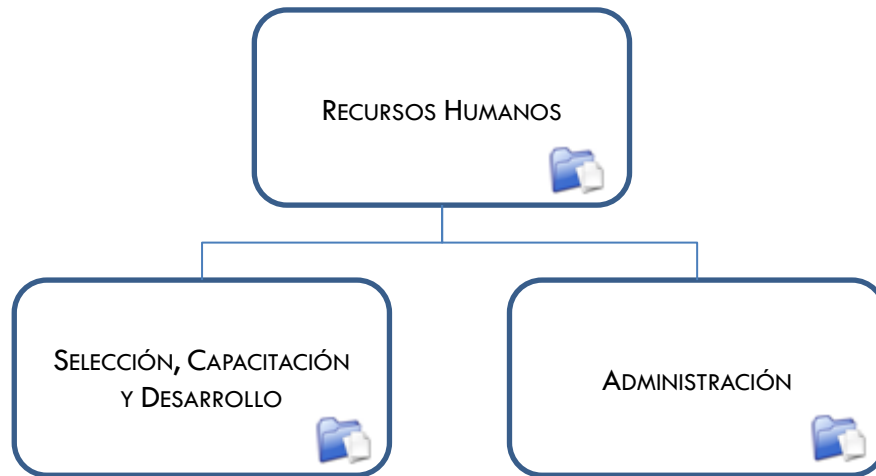 Recursos Humanos
Selección, Capacitación
y Desarrollo
Administración